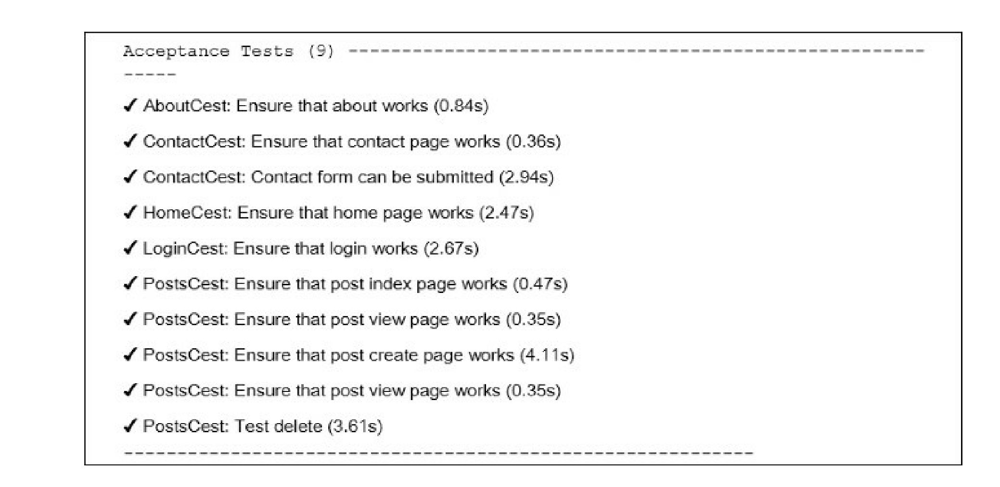 Acceptance Tests (9) ------------------------------------------------------
-----
✓ AboutCest: Ensure that about works (0.84s)
✓ ContactCest: Ensure that contact page works (0.36s)
✓ ContactCest: Contact form can be submitted (2.94s)
✓ HomeCest: Ensure that home page works (2.47s)
✓ LoginCest: Ensure that login works (2.67s)
✓ PostsCest: Ensure that post index page works (0.47s)
✓ PostsCest: Ensure that post view page works (0.35s)
✓ PostsCest: Ensure that post create page works (4.11s)
✓ PostsCest: Ensure that post view page works (0.35s)
✓ PostsCest: Test delete (3.61s)
-----------------------------------------------------------